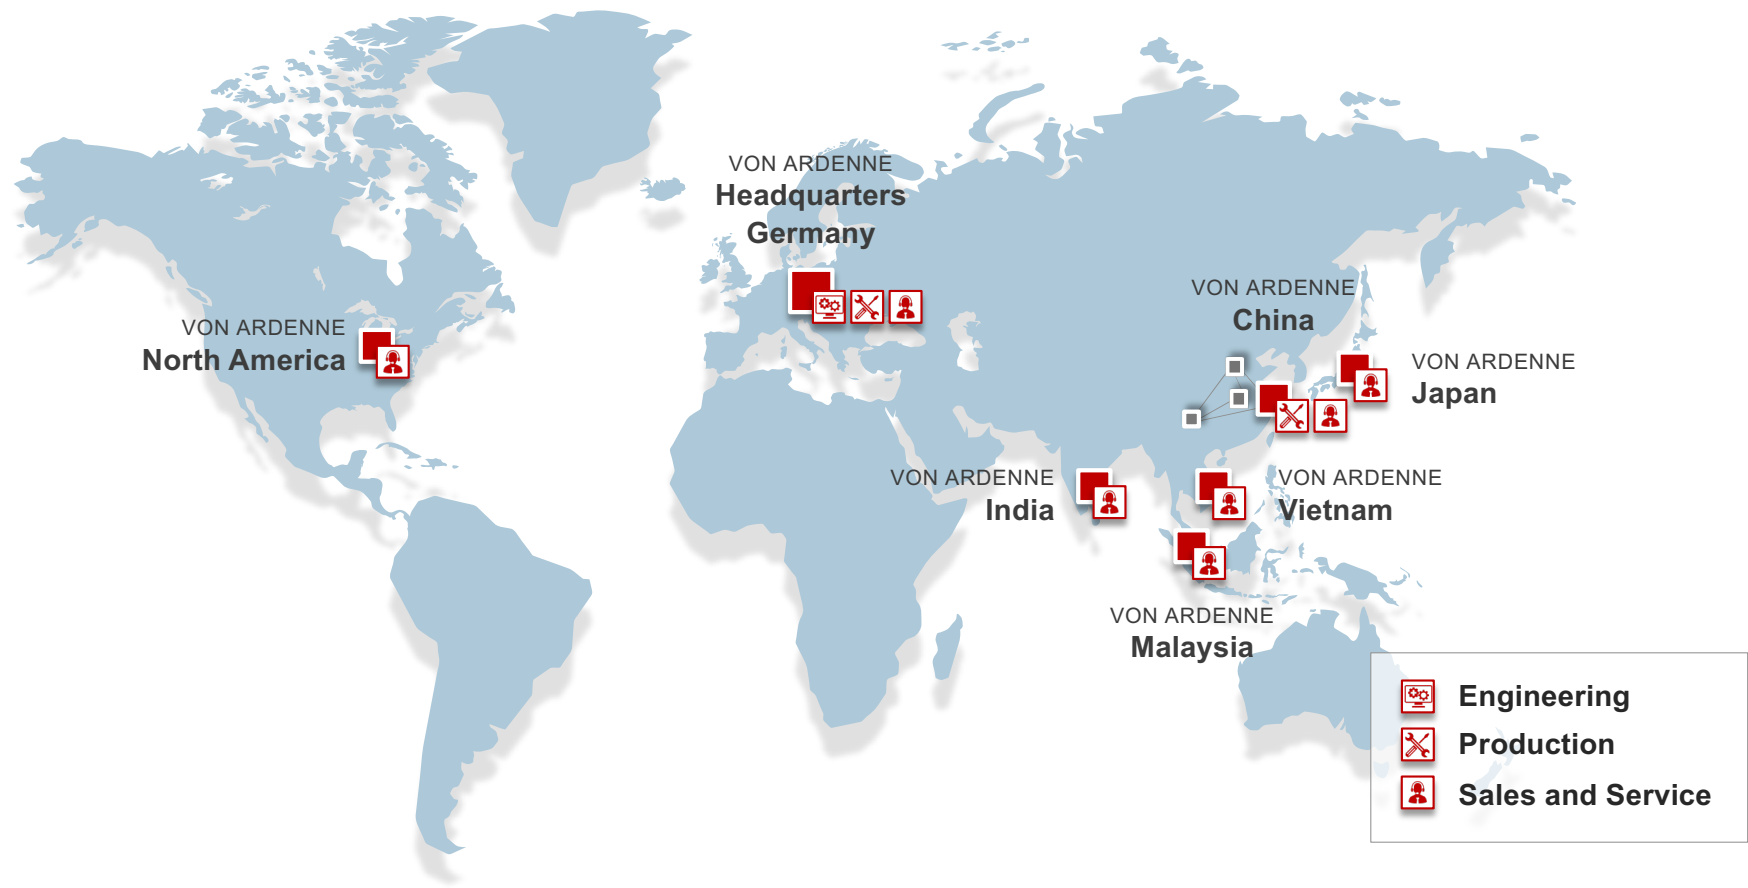 VON ARDENNE
Headquarters
Germany
VON ARDENNE
China
VON ARDENNE
North America
VON ARDENNE
Japan
VON ARDENNE
India
VON ARDENNE
Vietnam
VON ARDENNE
Malaysia
Engineering
Production
Sales and Service